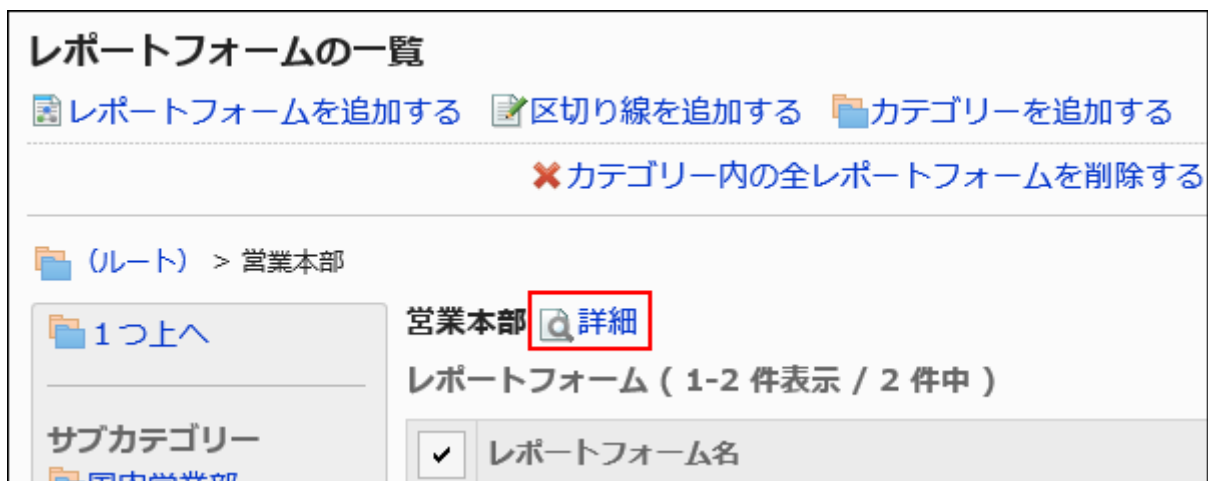 レポートフォームの一覧
レポートフォームを追加する 区切り線を追加する カテゴリーを追加する
カテゴリー内の全レポートフォームを削除する
（ルート） > 営業本部
1つ上へ
営業本部 詳細
レポートフォーム ( 1-2 件表示 / 2 件中 )
サブカテゴリー
レポートフォーム名
国内営業部